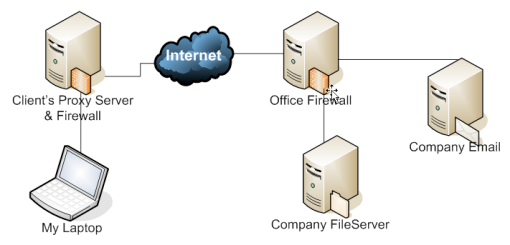 Internet
Client's Proxy Server
& Firewall
Office Firewall
Company Email
My Laptop
Company FileServer